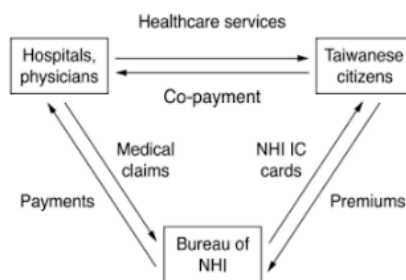 Healthcare services
Hospitals,
physicians
Taiwanese
citizens
Co-payment
Medical
claims
NHI IC
cards
Payments
Premiums
Bureau of
NHI